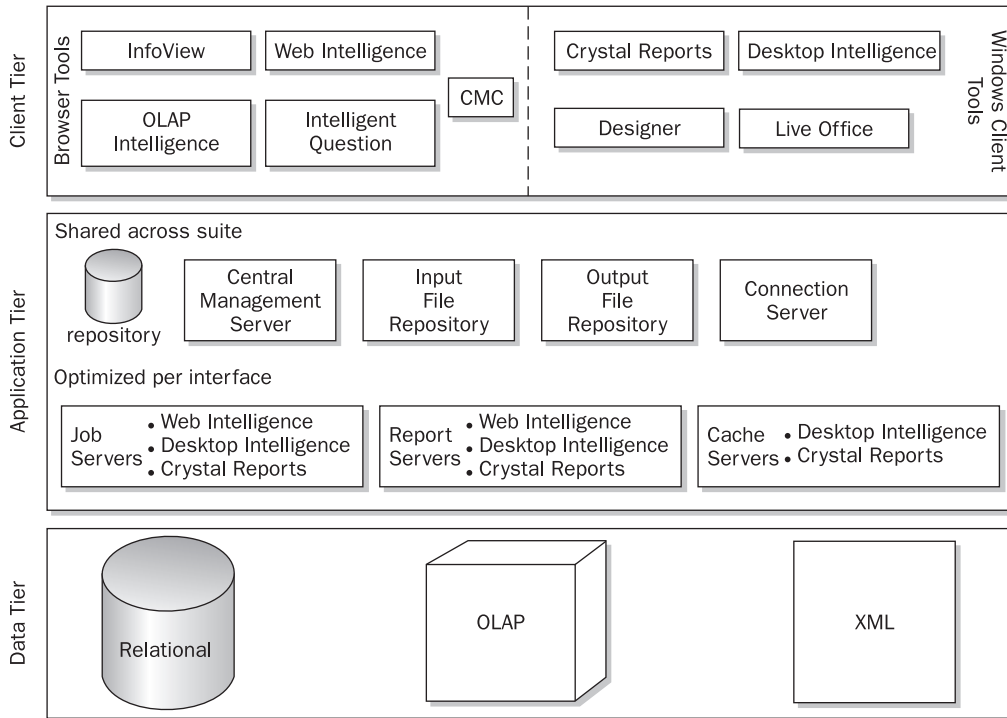 Client Tier
Browser Tools
InfoView
Web Intelligence
OLAP
Intelligence
Intelligent
Question
CMC
Crystal Reports
Desktop Intelligence
Designer
Live Office
Windows Client
Tools
Application Tier
Shared across suite
repository
Central
Management
Server
Input
File
Repository
Output
File
Repository
Connection
Server
Optimized per interface
Job
Servers
• Web Intelligence
• Desktop Intelligence
• Crystal Reports
Report
Servers
• Web Intelligence
• Desktop Intelligence
• Crystal Reports
Cache
Servers
• Desktop Intelligence
• Crystal Reports
Data Tier
Relational
OLAP
XML